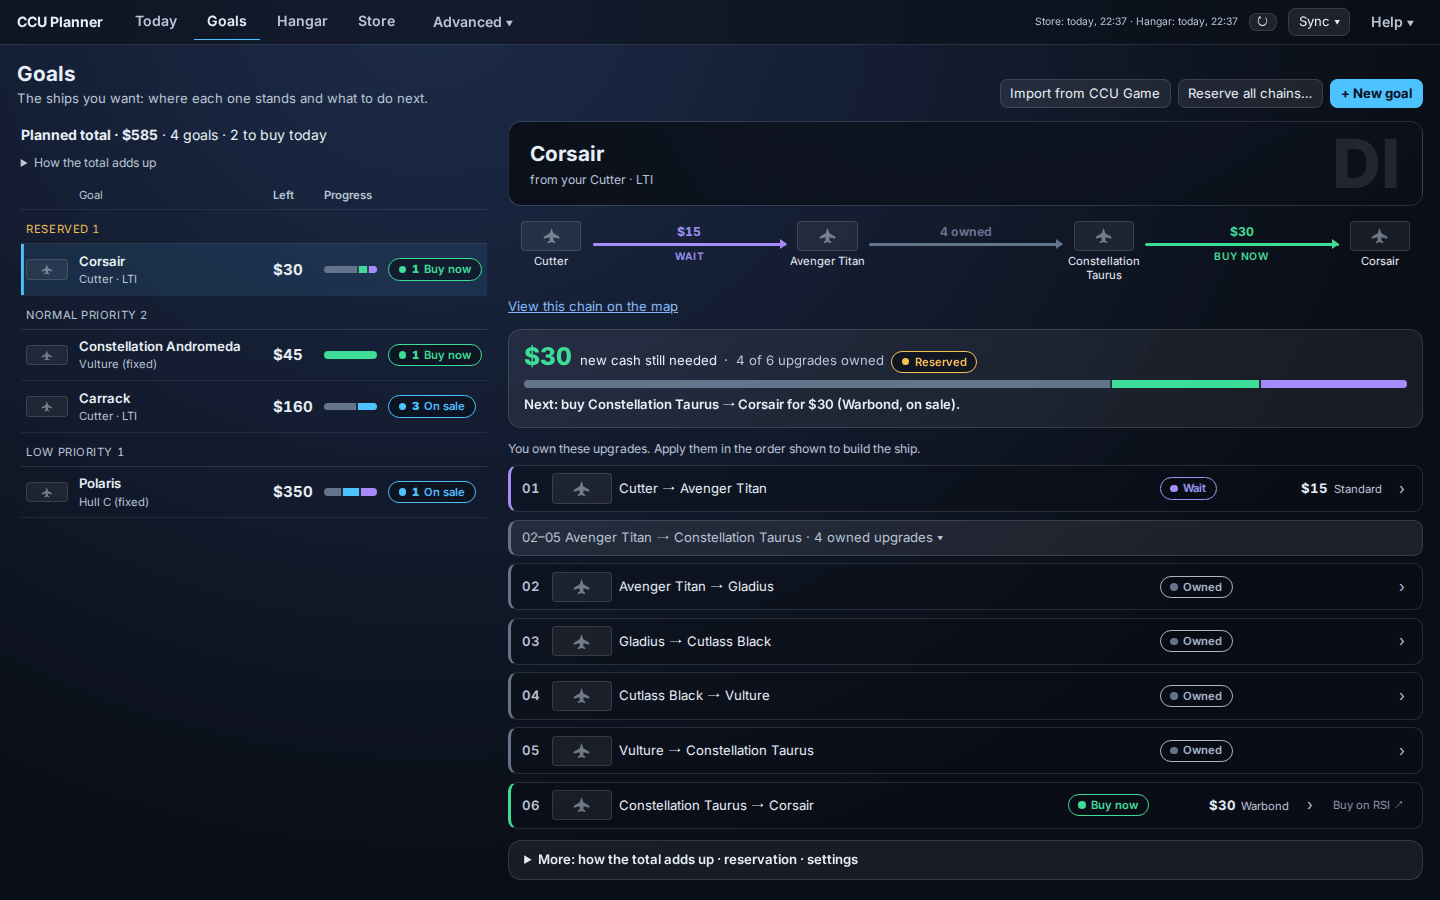 CCU Planner Today Goals Hangar Store Advanced ▾ Store: today, 22:37 · Hangar: today, 22:37 ↻ Sync ▾ Help ▾
Goals
The ships you want: where each one stands and what to do next.
Import from CCU Game Reserve all chains... + New goal
Planned total · $585 · 4 goals · 2 to buy today
▶ How the total adds up
Goal Left Progress
RESERVED 1
Corsair
Cutter · LTI
$30 1 Buy now
NORMAL PRIORITY 2
Constellation Andromeda
Vulture (fixed)
$45 1 Buy now
Carrack
Cutter · LTI
$160 3 On sale
LOW PRIORITY 1
Polaris
Hull C (fixed)
$350 1 On sale
Corsair
from your Cutter · LTI
DI
$15 4 owned $30
WAIT BUY NOW
Cutter Avenger Titan Constellation Corsair
Taurus
View this chain on the map
$30 new cash still needed · 4 of 6 upgrades owned Reserved
Next: buy Constellation Taurus → Corsair for $30 (Warbond, on sale).
You own these upgrades. Apply them in the order shown to build the ship.
01 Cutter → Avenger Titan Wait $15 Standard ›
02–05 Avenger Titan → Constellation Taurus · 4 owned upgrades ▾
02 Avenger Titan → Gladius Owned ›
03 Gladius → Cutlass Black Owned ›
04 Cutlass Black → Vulture Owned ›
05 Vulture → Constellation Taurus Owned ›
06 Constellation Taurus → Corsair Buy now $30 Warbond › Buy on RSI ↗
▶ More: how the total adds up · reservation · settings